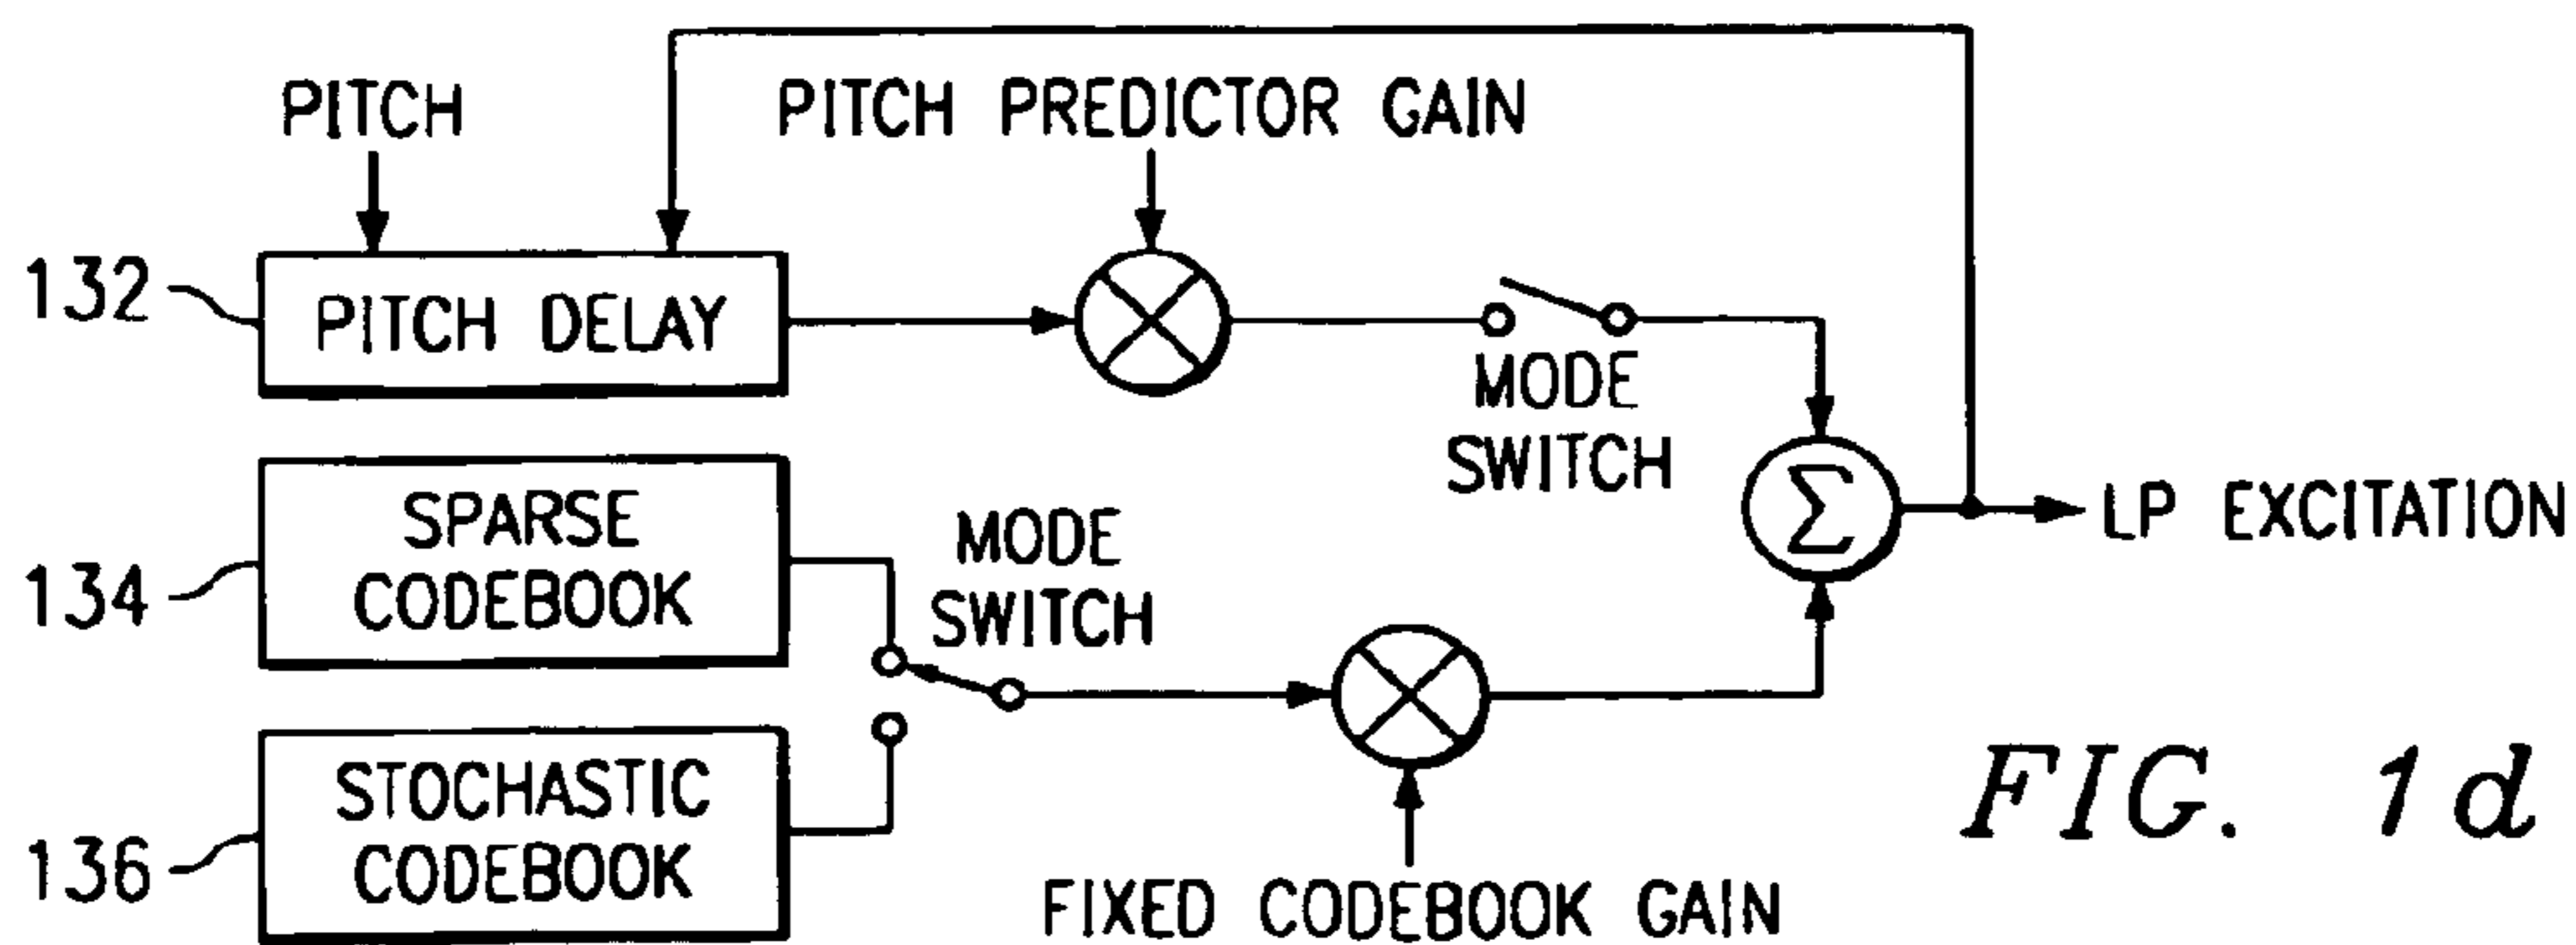 PITCH
PITCH PREDICTOR GAIN
132
PITCH DELAY
MODE
SWITCH
134
SPARSE
CODEBOOK
MODE
SWITCH
Σ
LP EXCITATION
136
STOCHASTIC
CODEBOOK
FIXED CODEBOOK GAIN
FIG. 1d